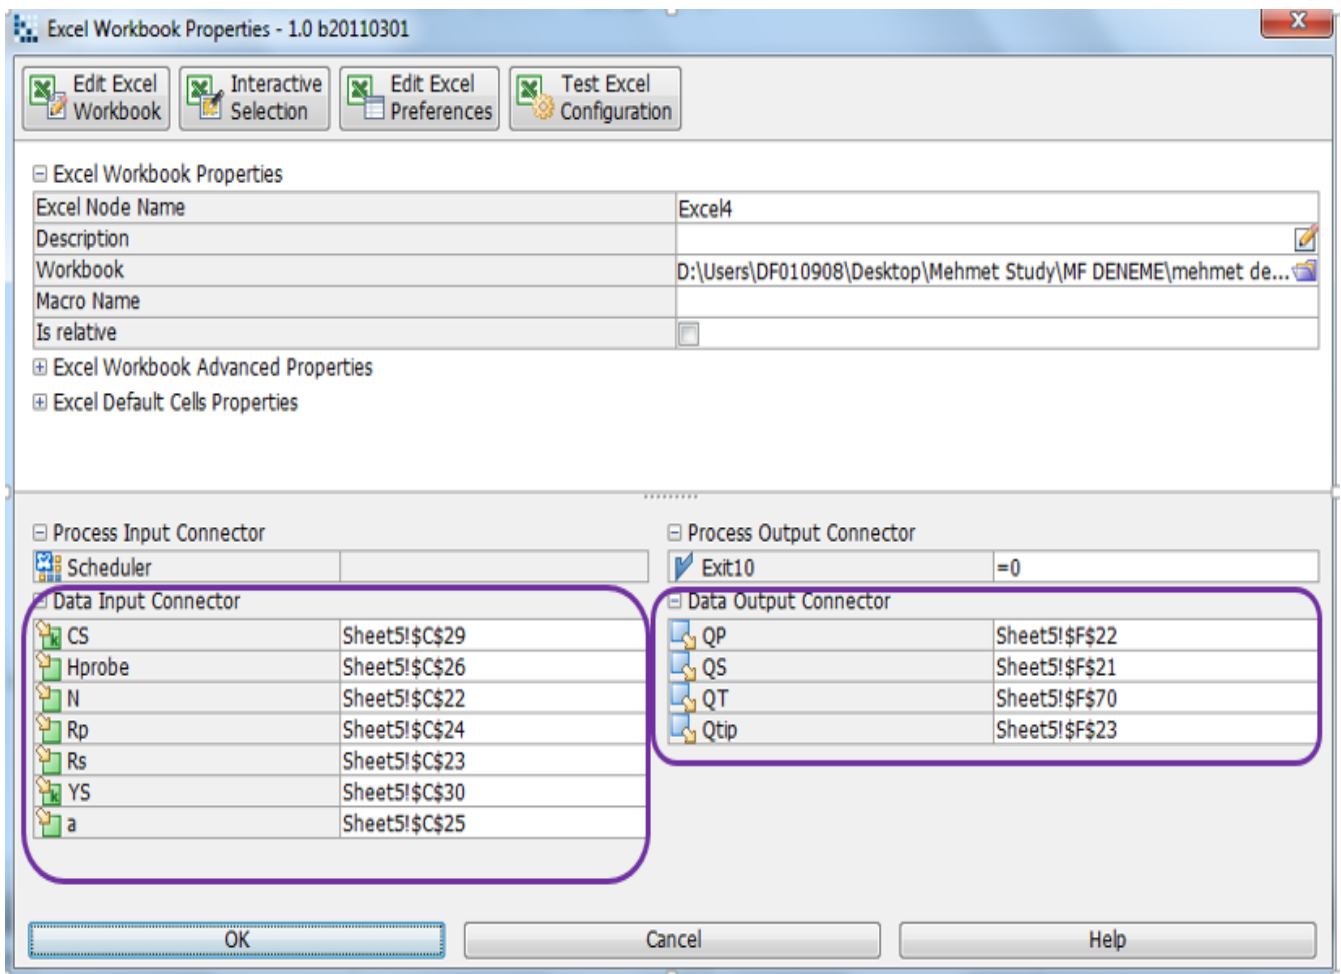 Excel Workbook Properties - 1.0 b20110301
Edit Excel Workbook
Interactive Selection
Edit Excel Preferences
Test Excel Configuration
Excel Workbook Properties
Excel Node Name Excel4
Description
Workbook D:\Users\DF010908\Desktop\Mehmet Study\MF DENEME\mehmet de...
Macro Name
Is relative
Excel Workbook Advanced Properties
Excel Default Cells Properties
Process Input Connector
Scheduler
Data Input Connector
CS Sheet5!$C$29
Hprobe Sheet5!$C$26
N Sheet5!$C$22
Rp Sheet5!$C$24
Rs Sheet5!$C$23
YS Sheet5!$C$30
a Sheet5!$C$25
Process Output Connector
Exit10 =0
Data Output Connector
QP Sheet5!$F$22
QS Sheet5!$F$21
QT Sheet5!$F$70
Qtip Sheet5!$F$23
OK
Cancel
Help